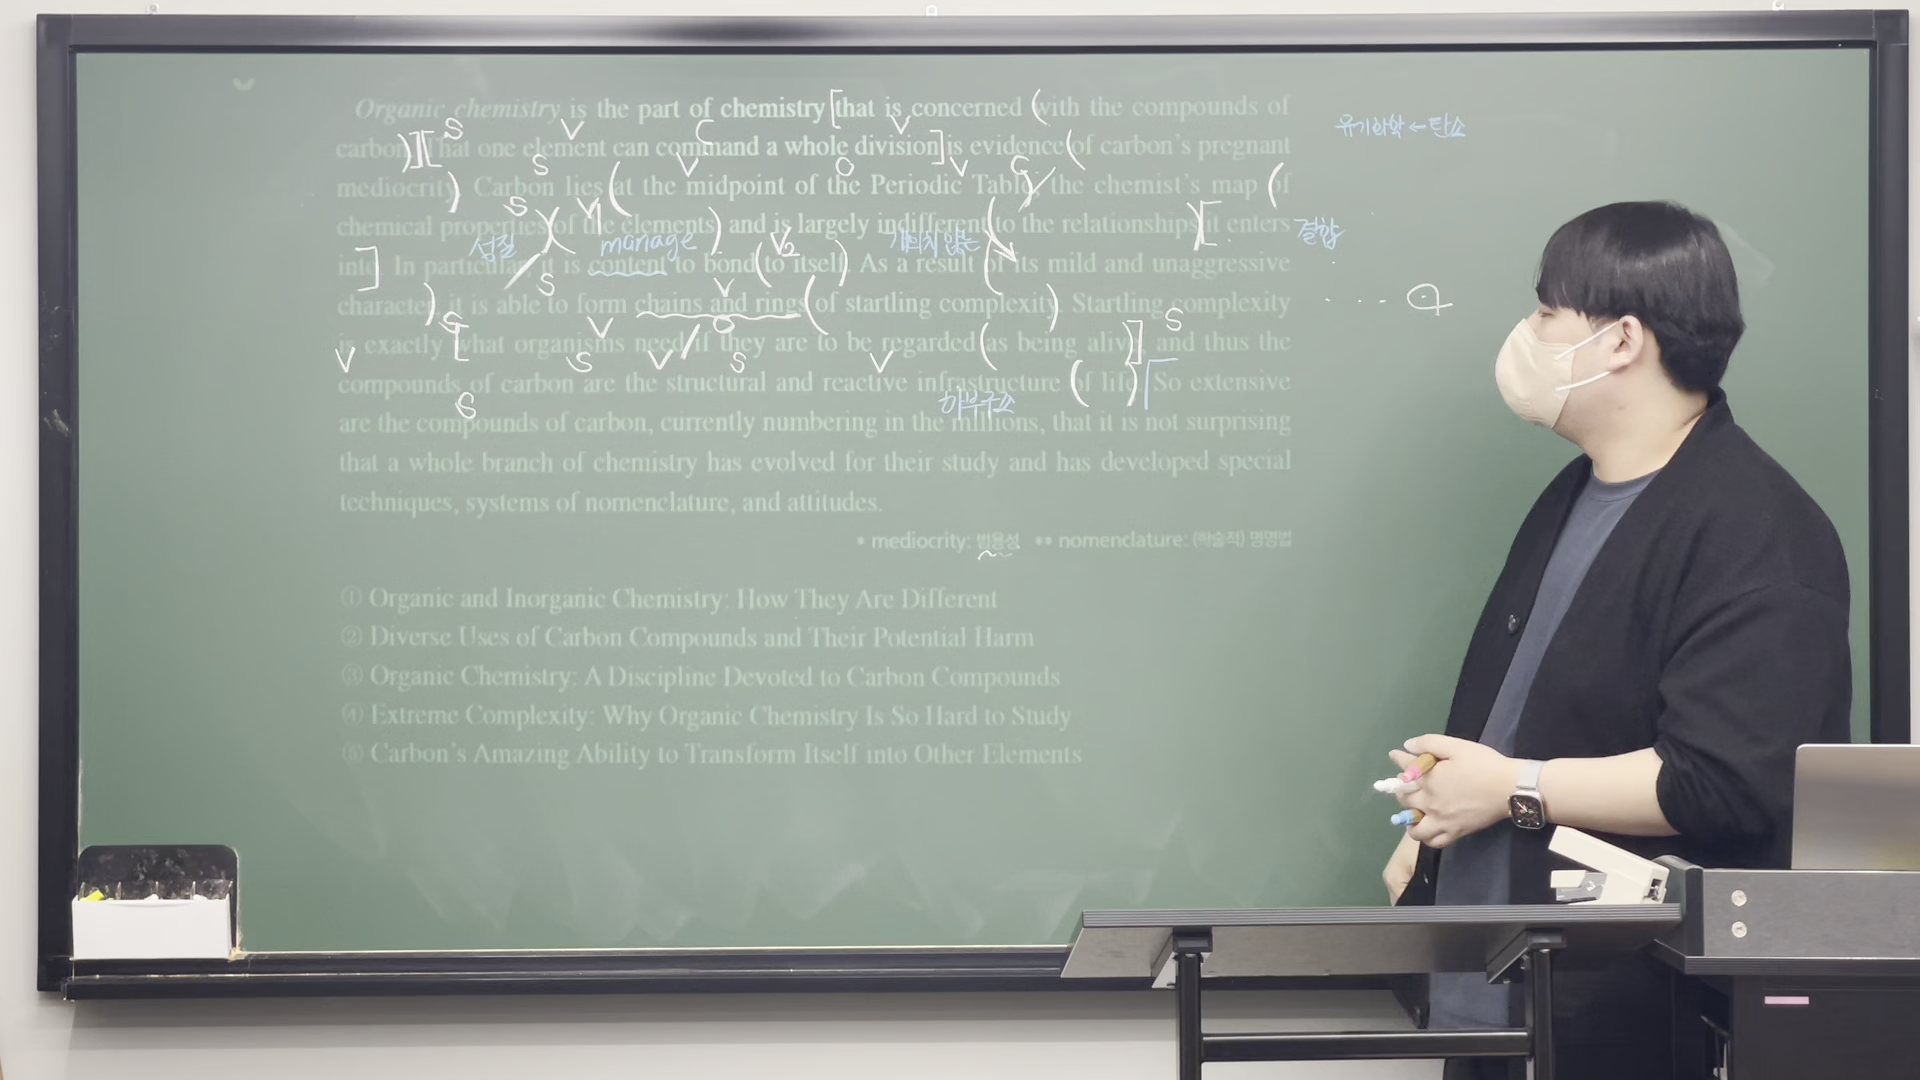 Organic chemistry is the part of chemistry [that is concerned (with the compounds of
유기화학 ← 탄소
S V C V
carbon)][That one element can command a whole division] is evidence (of carbon's pregnant
S V O V C
mediocrity). Carbon lies (at the midpoint of the Periodic Table), the chemist's map (of
S V1
chemical properties)(of the elements) and is largely indifferent (to the relationships)[it enters
성질 manage V2 개의치 않는 결합
into]. In particular, it is content to bond (to itself). As a result (of its mild and unaggressive
S V
character), it is able to form chains and rings (of startling complexity). Startling complexity
S V O S
is exactly [what organisms need if they are to be regarded (as being alive)], and thus the
V S V S V
compounds of carbon are the structural and reactive infrastructure (of life). So extensive
S 하부구조
are the compounds of carbon, currently numbering in the millions, that it is not surprising
that a whole branch of chemistry has evolved for their study and has developed special
techniques, systems of nomenclature, and attitudes.
* mediocrity: 범용성 ** nomenclature: (학술적) 명명법
① Organic and Inorganic Chemistry: How They Are Different
② Diverse Uses of Carbon Compounds and Their Potential Harm
③ Organic Chemistry: A Discipline Devoted to Carbon Compounds
④ Extreme Complexity: Why Organic Chemistry Is So Hard to Study
⑤ Carbon's Amazing Ability to Transform Itself into Other Elements